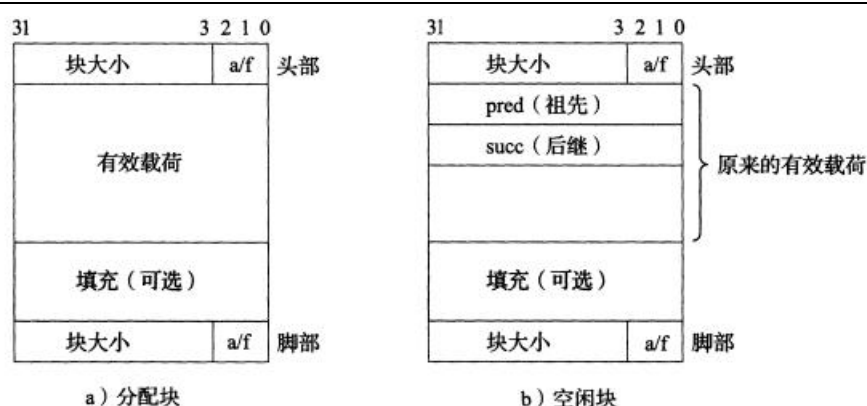 31 3 2 1 0
块大小 a/f 头部
有效载荷
填充（可选）
块大小 a/f 脚部
a）分配块
31 3 2 1 0
块大小 a/f 头部
pred（祖先）
succ（后继）
原来的有效载荷
填充（可选）
块大小 a/f 脚部
b）空闲块